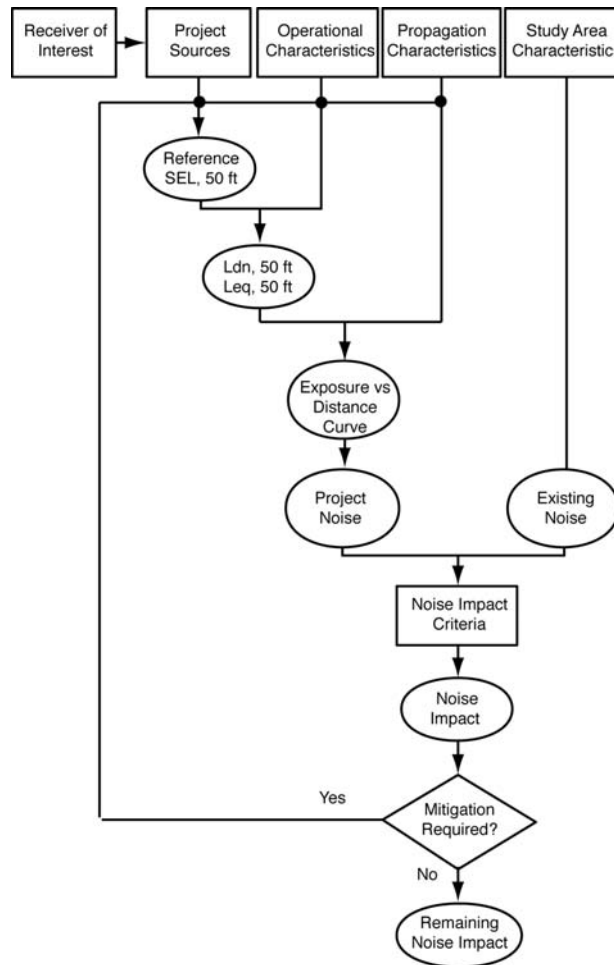 Receiver of
Interest
Project
Sources
Operational
Characteristics
Propagation
Characteristics
Study Area
Characteristic
Reference
SEL, 50 ft
Ldn, 50 ft
Leq, 50 ft
Exposure vs
Distance
Curve
Project
Noise
Existing
Noise
Noise Impact
Criteria
Noise
Impact
Yes
Mitigation
Required?
No
Remaining
Noise Impact